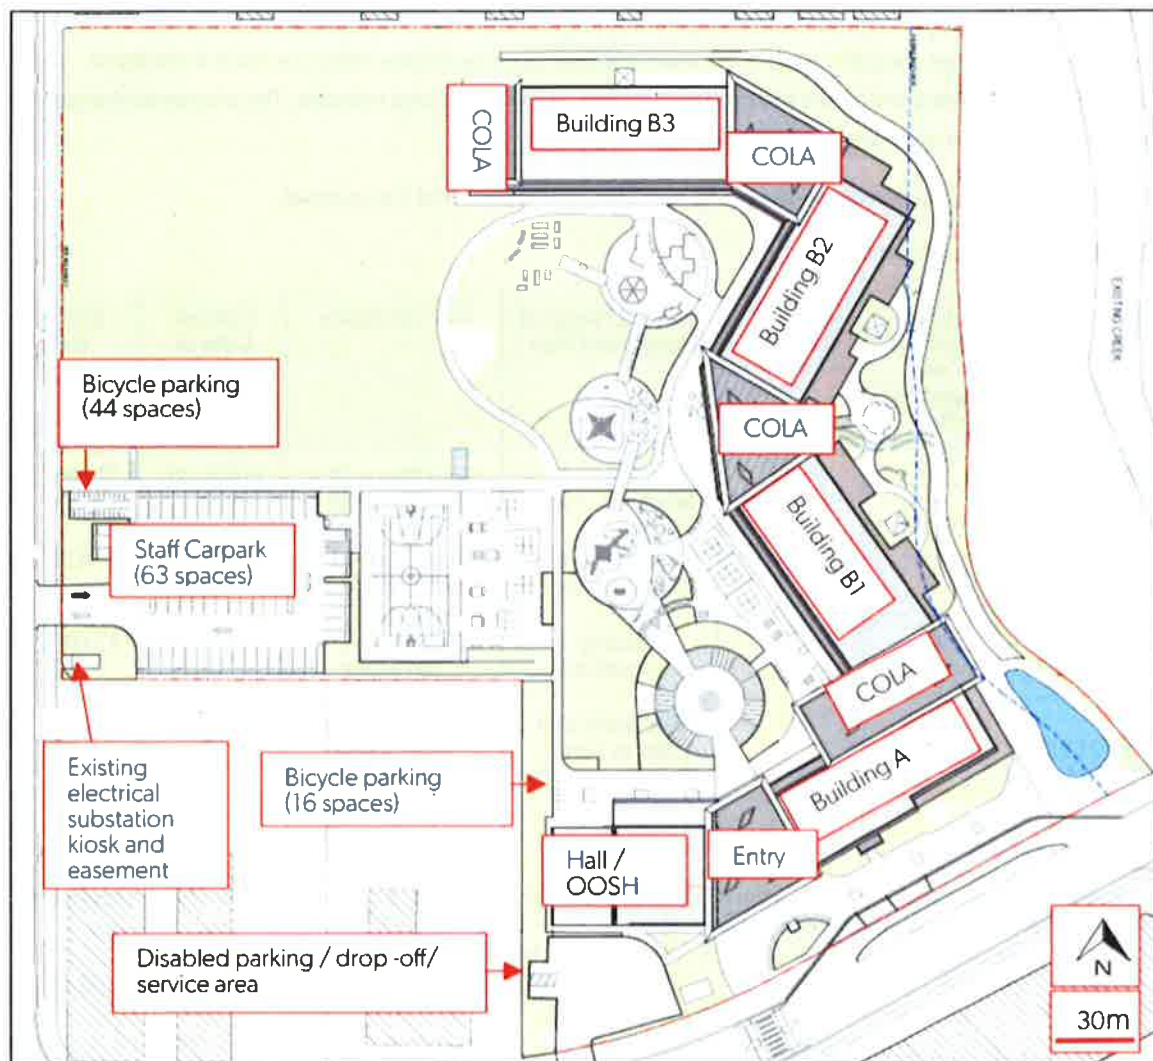 COLA
Building B3
COLA
Building B2
EXISTING CREEK
Bicycle parking
(44 spaces)
COLA
Staff Carpark
(63 spaces)
Building B1
COLA
Existing
electrical
substation
kiosk and
easement
Bicycle parking
(16 spaces)
Building A
Hall /
OOSH
Entry
Disabled parking / drop -off/
service area
N
30m